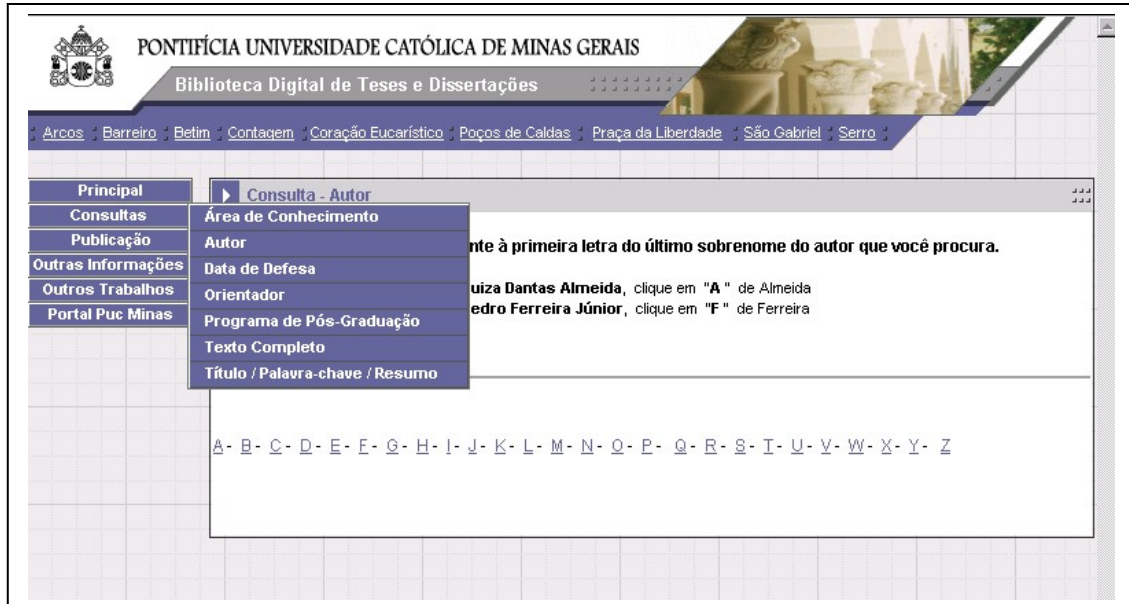 PONTIFÍCIA UNIVERSIDADE CATÓLICA DE MINAS GERAIS
Biblioteca Digital de Teses e Dissertações
Arcos Barreiro Betim Contagem Coração Eucarístico Poços de Caldas Praça da Liberdade São Gabriel Serro
Principal
Consultas
Publicação
Outras Informações
Outros Trabalhos
Portal Puc Minas
Área de Conhecimento
Autor
Data de Defesa
Orientador
Programa de Pós-Graduação
Texto Completo
Título / Palavra-chave / Resumo
Consulta - Autor
à primeira letra do último sobrenome do autor que você procura.
Dantas Almeida, clique em "A " de Almeida
Ferreira Júnior, clique em "F " de Ferreira
A - B - C - D - E - F - G - H - I - J - K - L - M - N - O - P - Q - R - S - T - U - V - W - X - Y - Z